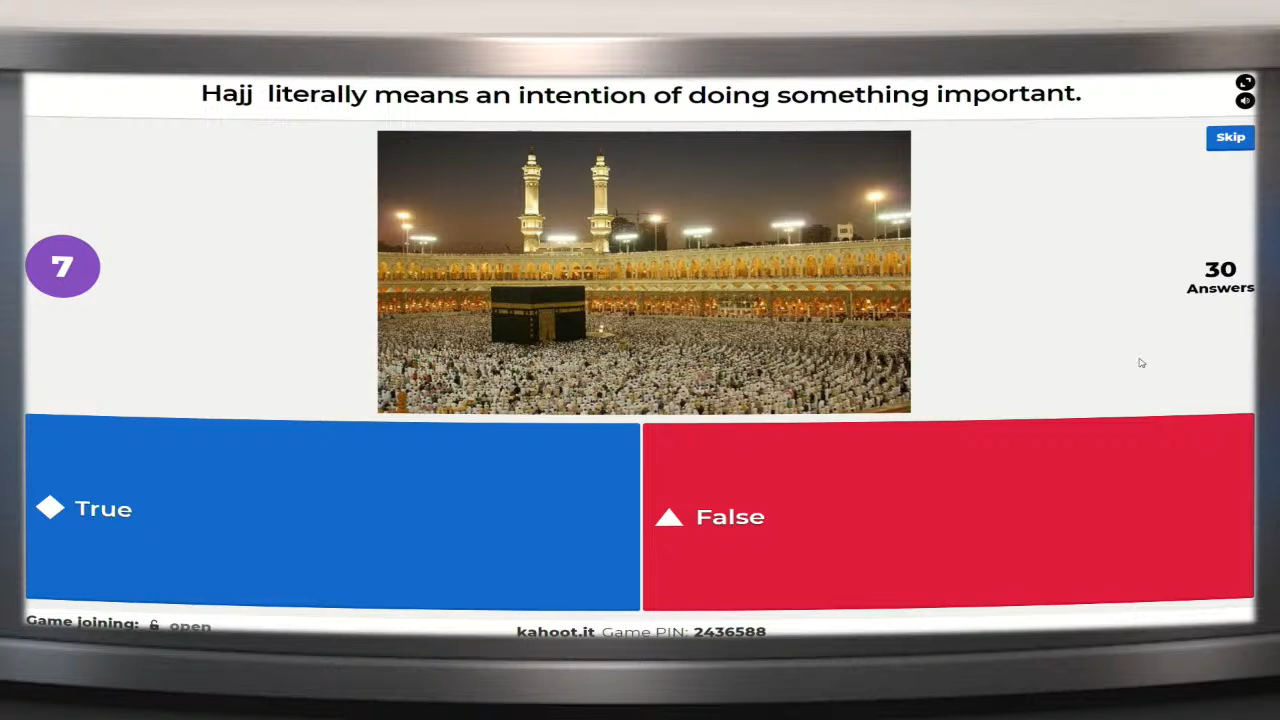 Hajj literally means an intention of doing something important.
Skip
7
30
Answers
True
False
Game joining: open
kahoot.it Game PIN: 2436588